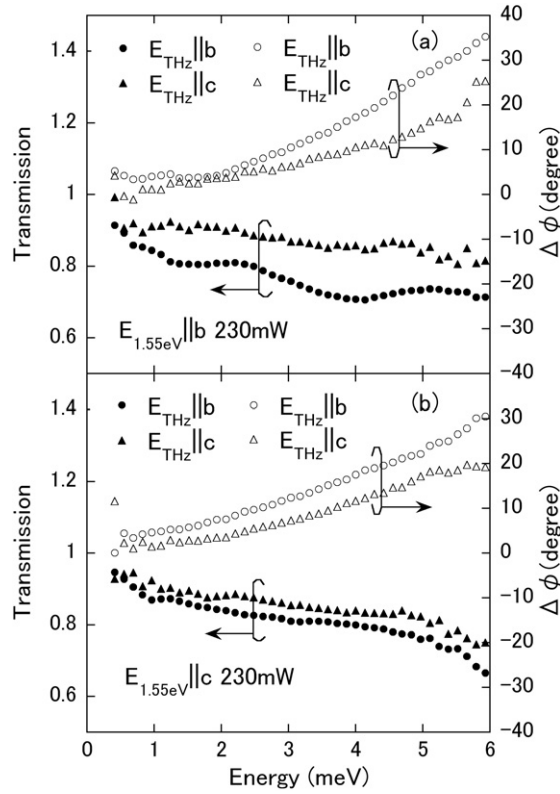 (a)
● E_THz||b ○ E_THz||b
▲ E_THz||c △ E_THz||c
1.4
1.2
1
0.8
0.6
Transmission
40
30
20
10
0
-10
-20
-30
-40
Δφ(degree)
E_1.55eV||b 230mW
(b)
● E_THz||b ○ E_THz||b
▲ E_THz||c △ E_THz||c
1.4
1.2
1
0.8
0.6
Transmission
30
20
10
0
-10
-20
-30
-40
Δφ(degree)
E_1.55eV||c 230mW
0 1 2 3 4 5 6
Energy (meV)